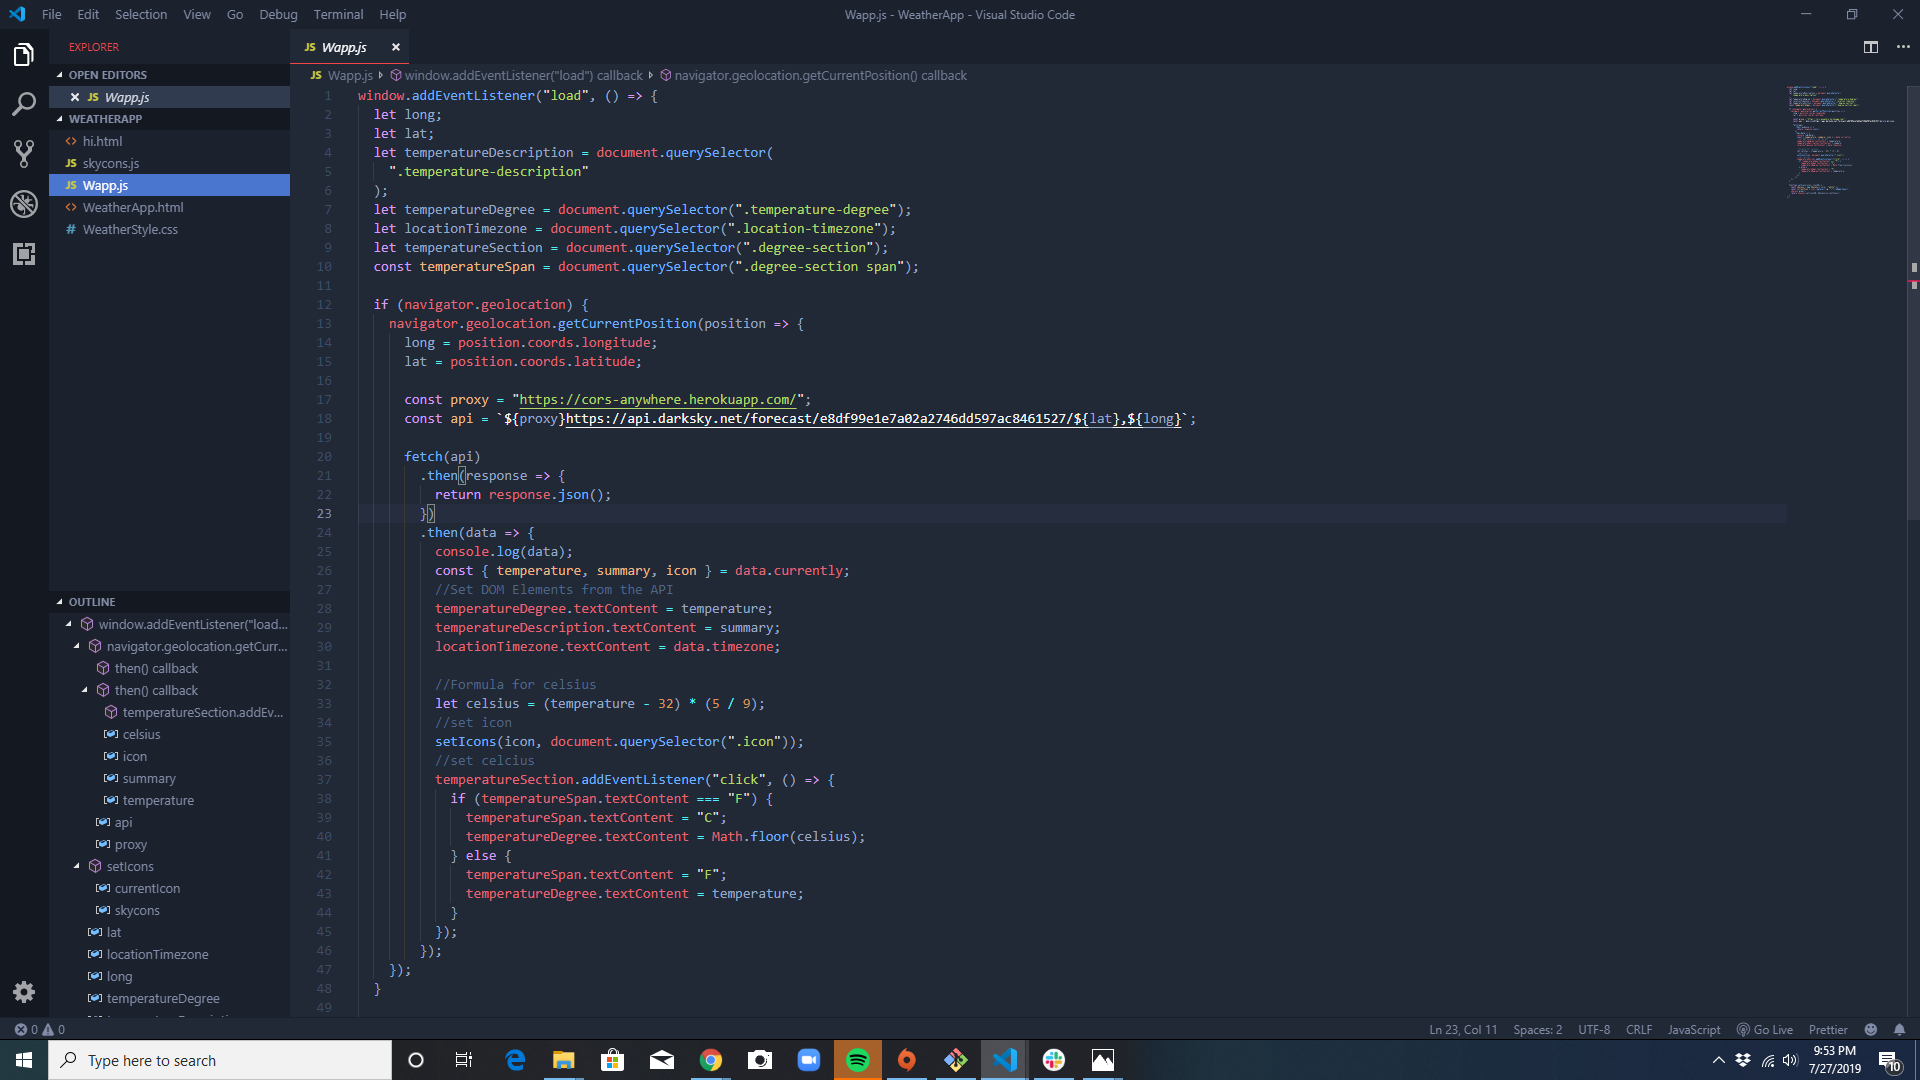 File Edit Selection View Go Debug Terminal Help
Wapp.js - WeatherApp - Visual Studio Code
EXPLORER
OPEN EDITORS
JS Wapp.js
WEATHERAPP
<> hi.html
JS skycons.js
JS Wapp.js
<> WeatherApp.html
# WeatherStyle.css
OUTLINE
window.addEventListener("load...
navigator.geolocation.getCurr...
then() callback
then() callback
temperatureSection.addEv...
celsius
icon
summary
temperature
api
proxy
setIcons
currentIcon
skycons
lat
locationTimezone
long
temperatureDegree
JS Wapp.js
JS Wapp.js window.addEventListener("load") callback navigator.geolocation.getCurrentPosition() callback
1 window.addEventListener("load", () => {
2 let long;
3 let lat;
4 let temperatureDescription = document.querySelector(
5 ".temperature-description"
6 );
7 let temperatureDegree = document.querySelector(".temperature-degree");
8 let locationTimezone = document.querySelector(".location-timezone");
9 let temperatureSection = document.querySelector(".degree-section");
10 const temperatureSpan = document.querySelector(".degree-section span");
11
12 if (navigator.geolocation) {
13 navigator.geolocation.getCurrentPosition(position => {
14 long = position.coords.longitude;
15 lat = position.coords.latitude;
16
17 const proxy = "https://cors-anywhere.herokuapp.com/";
18 const api = `${proxy}https://api.darksky.net/forecast/e8df99e1e7a02a2746dd597ac8461527/${lat},${long}`;
19
20 fetch(api)
21 .then(response => {
22 return response.json();
23 })
24 .then(data => {
25 console.log(data);
26 const { temperature, summary, icon } = data.currently;
27 //Set DOM Elements from the API
28 temperatureDegree.textContent = temperature;
29 temperatureDescription.textContent = summary;
30 locationTimezone.textContent = data.timezone;
31
32 //Formula for celsius
33 let celsius = (temperature - 32) * (5 / 9);
34 //set icon
35 setIcons(icon, document.querySelector(".icon"));
36 //set celcius
37 temperatureSection.addEventListener("click", () => {
38 if (temperatureSpan.textContent === "F") {
39 temperatureSpan.textContent = "C";
40 temperatureDegree.textContent = Math.floor(celsius);
41 } else {
42 temperatureSpan.textContent = "F";
43 temperatureDegree.textContent = temperature;
44 }
45 });
46 });
47 });
48 }
49
0 0
Ln 23, Col 11 Spaces: 2 UTF-8 CRLF JavaScript Go Live Prettier
Type here to search
9:53 PM
7/27/2019
10